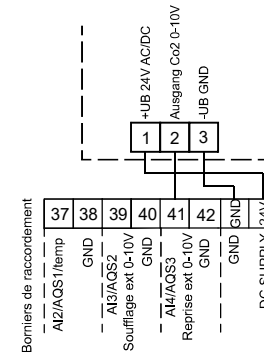 +UB 24V AC/DC
Ausgang Co2 0-10V
-UB GND
1 2 3
Borniers de raccordement
37 38 39 40 41 42
AI2/AQS1/temp
GND
AI3/AQS2
Soufflage ext 0-10V
GND
AI4/AQS3
Reprise ext 0-10V
GND
GND
GND
DC SUPPLY 24V